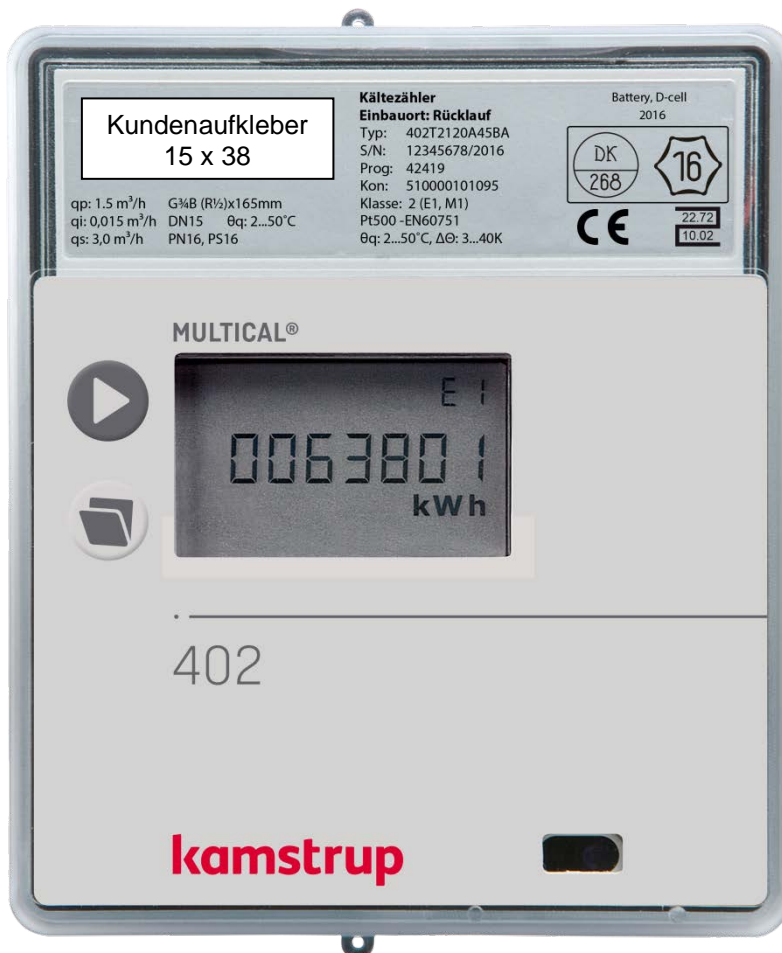 Kundenaufkleber
15 x 38
qp: 1.5 m³/h G¾B (R½)x165mm
qi: 0,015 m³/h DN15 θq: 2...50°C
qs: 3,0 m³/h PN16, PS16
Kältezähler
Einbauort: Rücklauf
Typ: 402T2120A45BA
S/N: 12345678/2016
Prog: 42419
Kon: 510000101095
Klasse: 2 (E1, M1)
Pt500 -EN60751
θq: 2...50°C, ΔΘ: 3...40K
Battery, D-cell
2016
DK
268
16
CE
22.72
10.02
MULTICAL®
E1
0063801
kWh
402
kamstrup